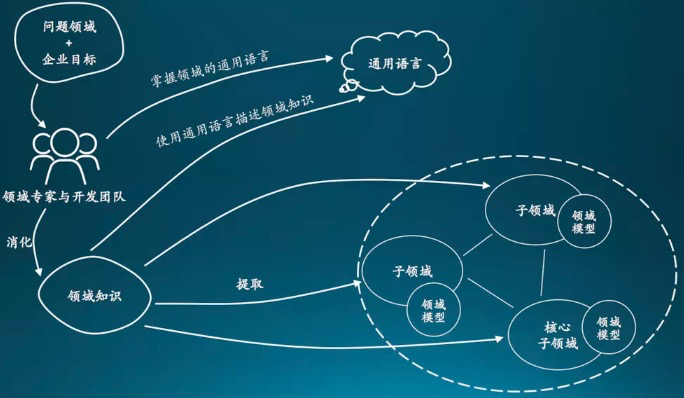 问题领域
+
企业目标
掌握领域的通用语言
通用语言
使用通用语言描述领域知识
领域专家与开发团队
消化
领域知识
提取
子领域
领域
模型
子领域
领域
模型
核心
子领域
领域
模型